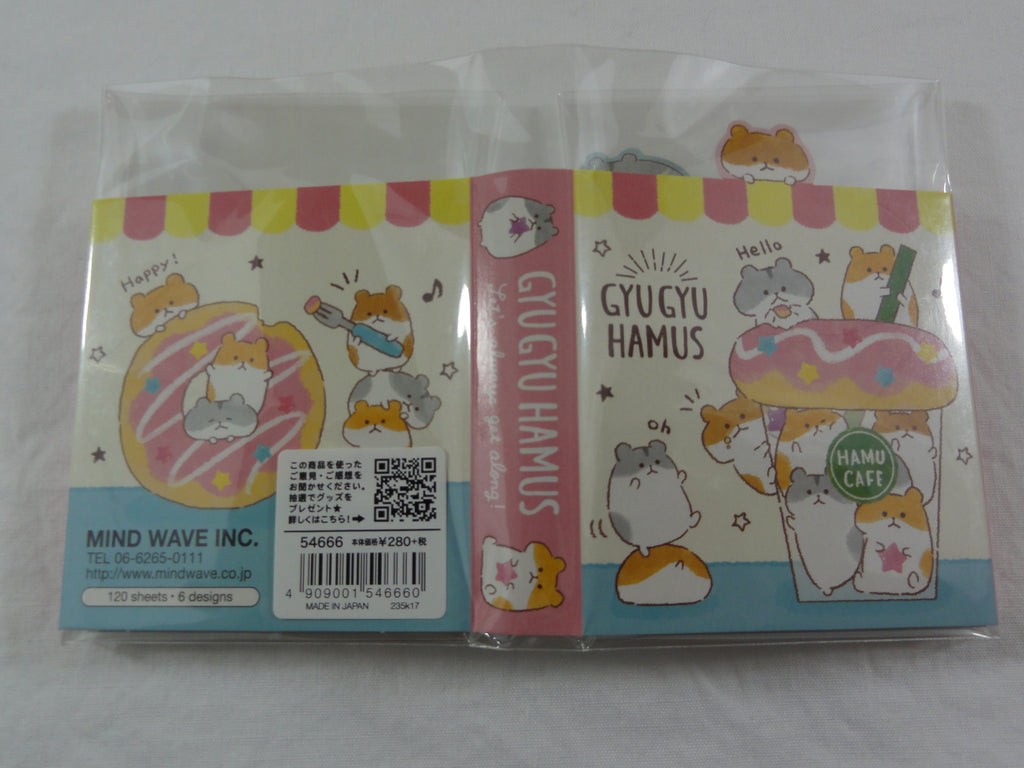 Happy!
MIND WAVE INC.
TEL 06-6265-0111
http://www.mindwave.co.jp
120 sheets・6 designs
この商品を使った
ご意見・ご感想を
お聞かせください。
抽選でグッズを
プレゼント★
詳しくはこちら!→
54666 本体価格¥280+税
4 909001 546660
MADE IN JAPAN 235k17
GYU GYU HAMUS
Let's always get along!
GYU GYU
HAMUS
Hello
oh
HAMU
CAFE